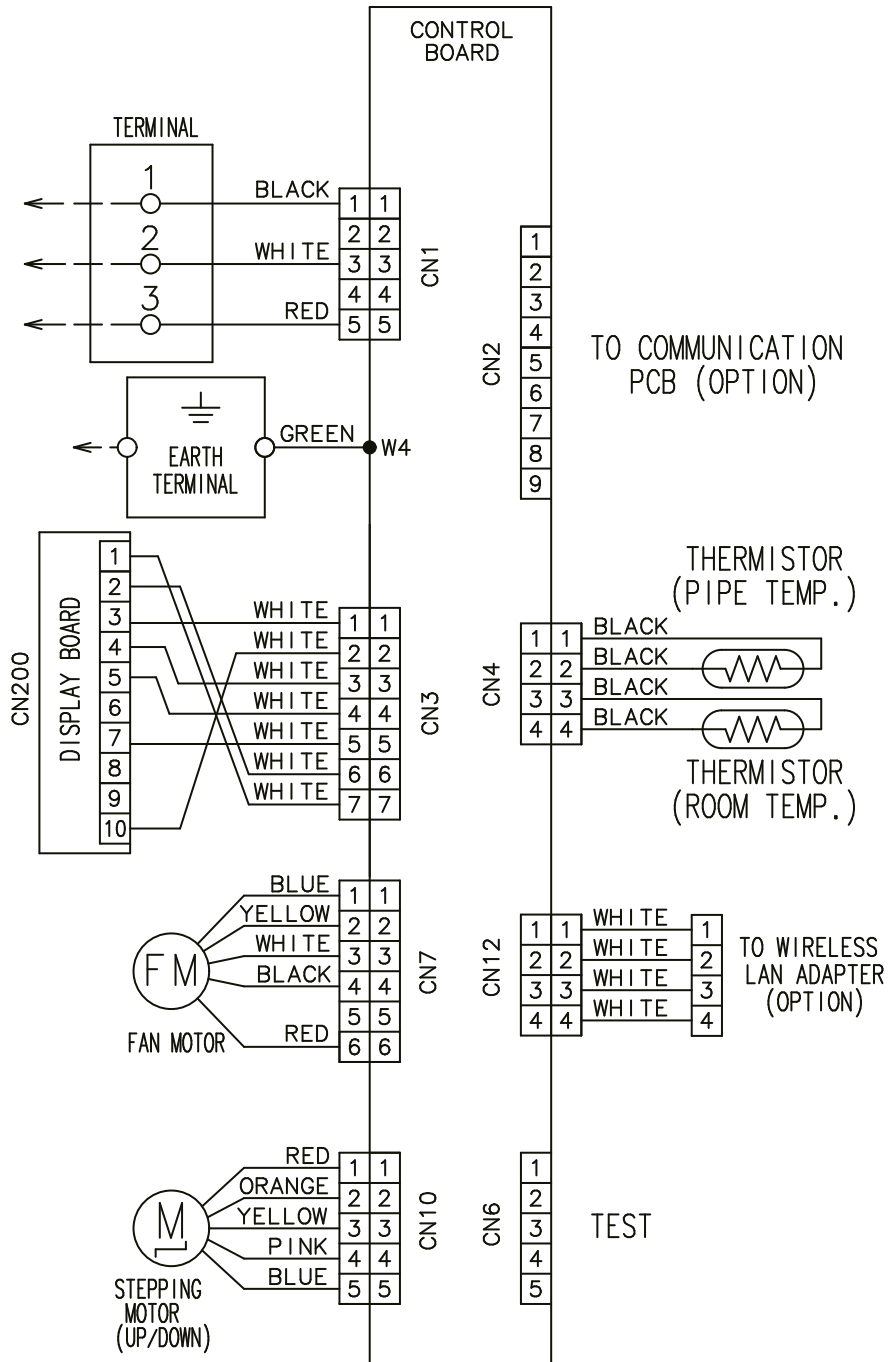 CONTROL
BOARD
TERMINAL
1
2
3
BLACK
WHITE
RED
1 1
2 2
3 3
4 4
5 5
CN1
EARTH
TERMINAL
GREEN
W4
CN200
DISPLAY BOARD
1
2
3
4
5
6
7
8
9
10
WHITE
WHITE
WHITE
WHITE
WHITE
WHITE
WHITE
1 1
2 2
3 3
4 4
5 5
6 6
7 7
CN3
FM
FAN MOTOR
BLUE
YELLOW
WHITE
BLACK
RED
1 1
2 2
3 3
4 4
5 5
6 6
CN7
M
STEPPING
MOTOR
(UP/DOWN)
RED
ORANGE
YELLOW
PINK
BLUE
1 1
2 2
3 3
4 4
5 5
CN10
CN2
1
2
3
4
5
6
7
8
9
TO COMMUNICATION
PCB (OPTION)
CN4
1 1
2 2
3 3
4 4
BLACK
BLACK
BLACK
BLACK
THERMISTOR
(PIPE TEMP.)
THERMISTOR
(ROOM TEMP.)
CN12
1 1
2 2
3 3
4 4
WHITE
WHITE
WHITE
WHITE
1
2
3
4
TO WIRELESS
LAN ADAPTER
(OPTION)
CN6
1
2
3
4
5
TEST